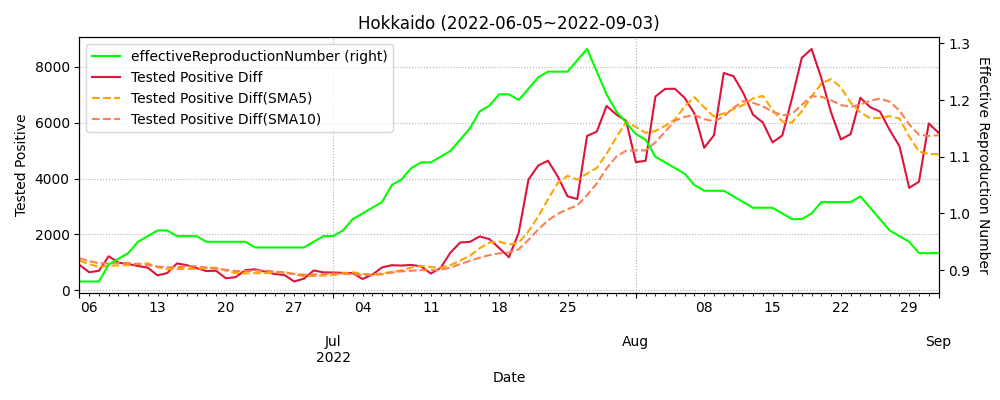 Hokkaido (2022-06-05~2022-09-03)
effectiveReproductionNumber (right)
Tested Positive Diff
Tested Positive Diff(SMA5)
Tested Positive Diff(SMA10)
Tested Positive
8000
6000
4000
2000
0
Effective Reproduction Number
1.3
1.2
1.1
1.0
0.9
06 13 20 27 04 11 18 25 08 15 22 29
Jul Aug Sep
2022
Date